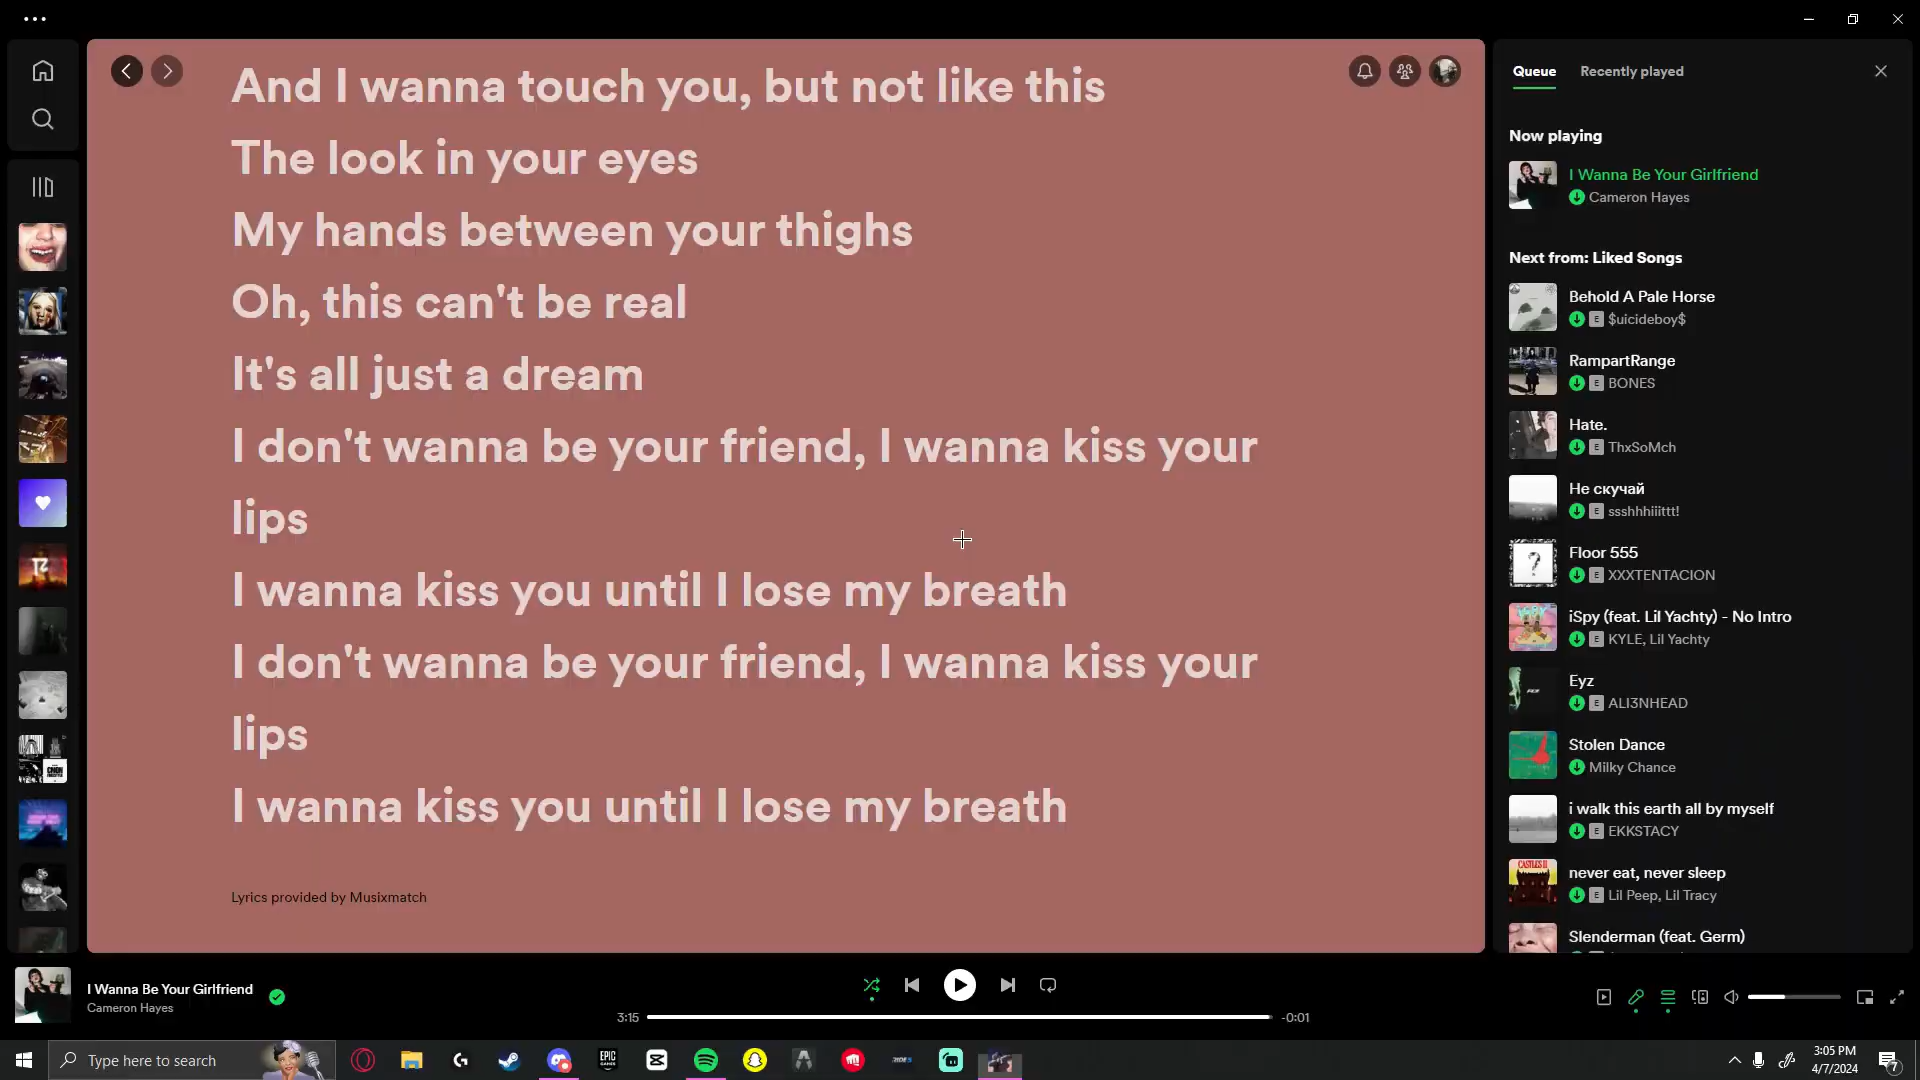 And I wanna touch you, but not like this
The look in your eyes
My hands between your thighs
Oh, this can't be real
It's all just a dream
I don't wanna be your friend, I wanna kiss your
lips
I wanna kiss you until I lose my breath
I don't wanna be your friend, I wanna kiss your
lips
I wanna kiss you until I lose my breath
Lyrics provided by Musixmatch
Queue
Recently played
Now playing
I Wanna Be Your Girlfriend
Cameron Hayes
Next from: Liked Songs
Behold A Pale Horse
E $uicideboy$
RampartRange
E BONES
Hate.
E ThxSoMch
Не скучай
E ssshhhiiittt!
Floor 555
E XXXTENTACION
iSpy (feat. Lil Yachty) - No Intro
E KYLE, Lil Yachty
Eyz
E ALI3NHEAD
Stolen Dance
Milky Chance
i walk this earth all by myself
E EKKSTACY
never eat, never sleep
E Lil Peep, Lil Tracy
Slenderman (feat. Germ)
I Wanna Be Your Girlfriend
Cameron Hayes
3:15
-0:01
Type here to search
EPIC
GAMES
3:05 PM
4/7/2024
7